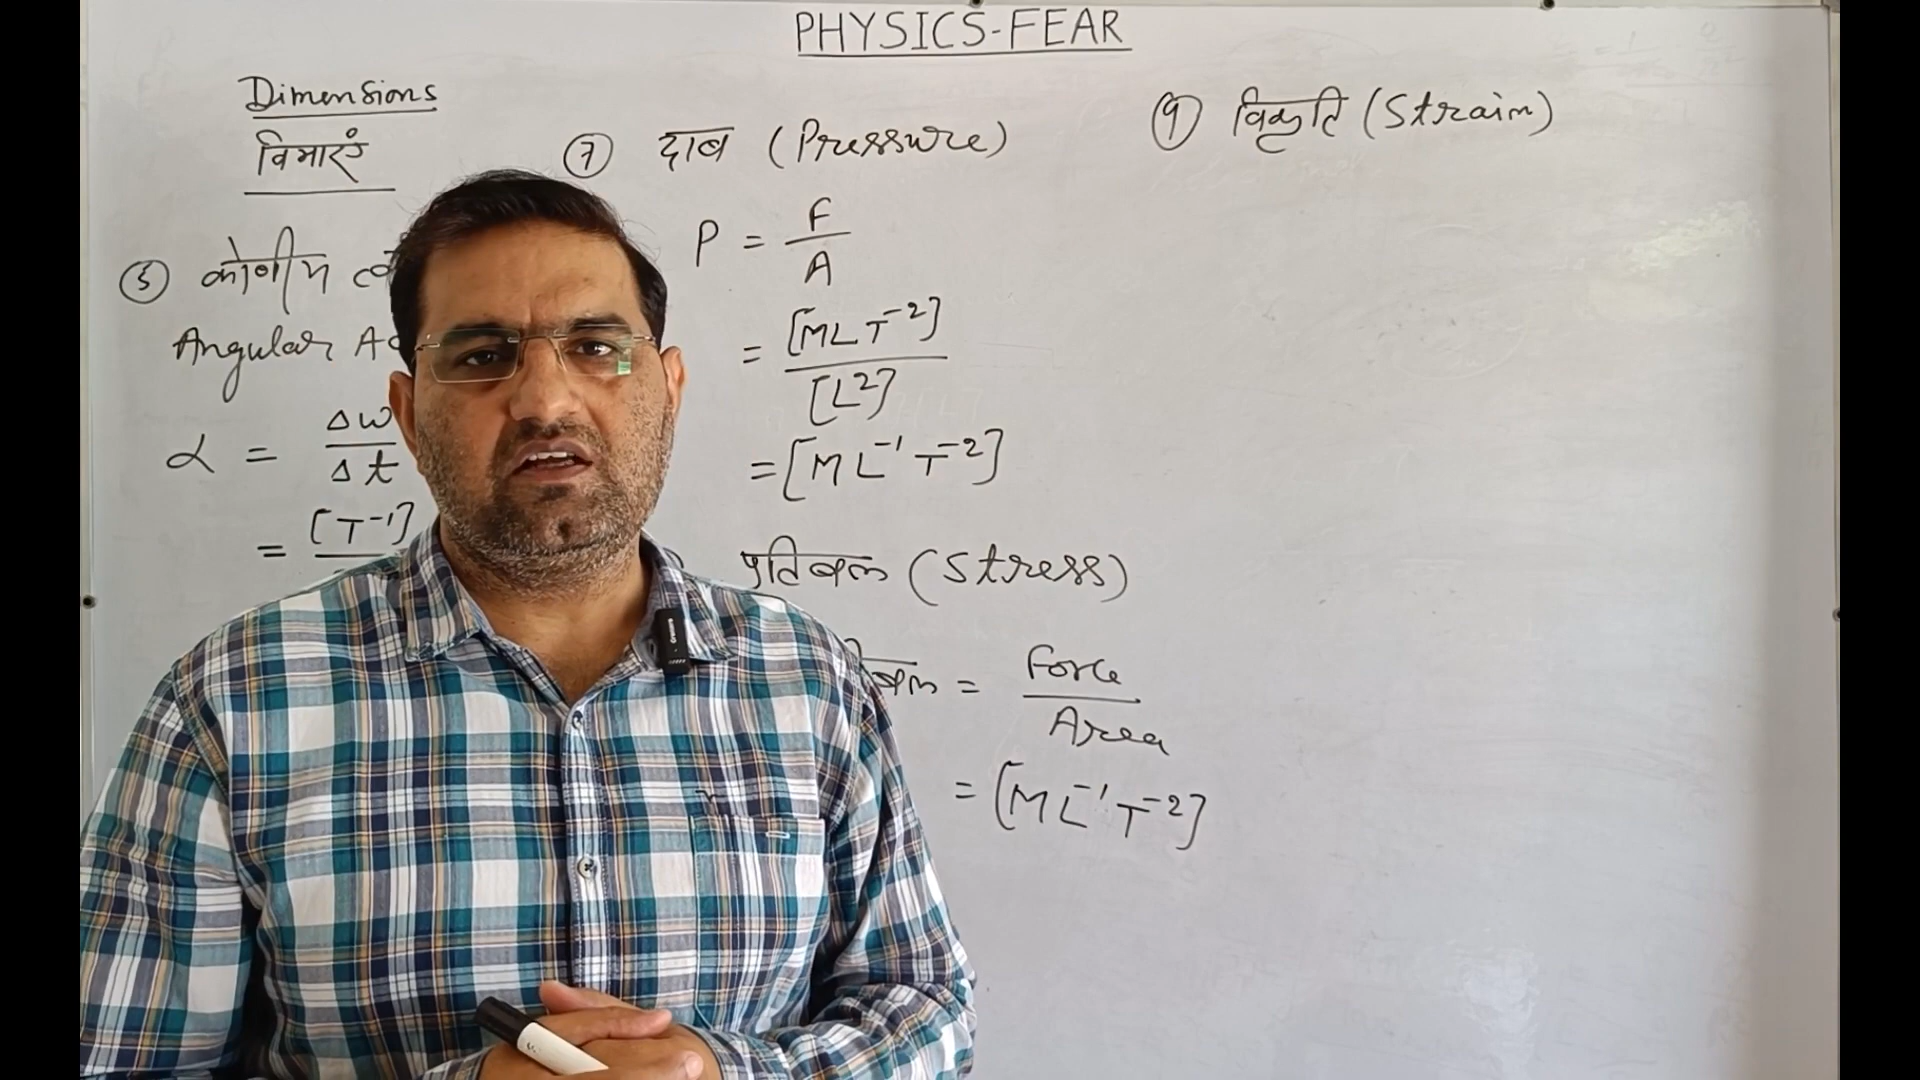 PHYSICS-FEAR
Dimensions
विमाएं
⑤ कोणीय
Angular
α = Δω / Δt
= [T⁻¹]
⑦ दाब (Pressure)
P = F / A
= [MLT⁻²] / [L²]
= [ML⁻¹T⁻²]
प्रतिबल (Stress)
= Force / Area
= [ML⁻¹T⁻²]
⑨ विकृति (Strain)